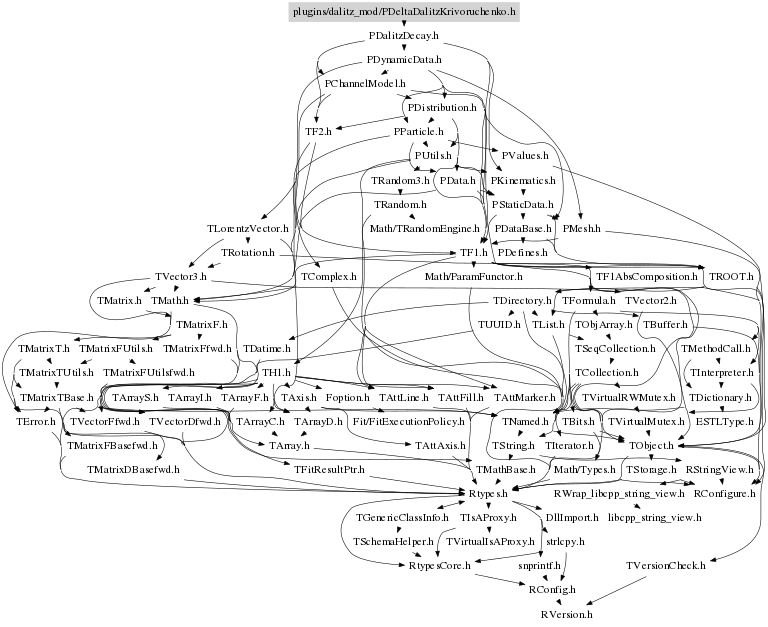 plugins/dalitz_mod/PDeltaDalitzKrivoruchenko.h
PDalitzDecay.h
PDynamicData.h
PChannelModel.h
PDistribution.h
TF2.h
PParticle.h
PUtils.h
PValues.h
TRandom3.h
PData.h
PKinematics.h
TRandom.h
PStaticData.h
TLorentzVector.h
Math/TRandomEngine.h
PDataBase.h
PMesh.h
TRotation.h
TF1.h
PDefines.h
TVector3.h
TComplex.h
Math/ParamFunctor.h
TF1AbsComposition.h
TROOT.h
TMatrix.h
TMath.h
TDirectory.h
TFormula.h
TVector2.h
TMatrixF.h
TUUID.h
TList.h
TObjArray.h
TBuffer.h
TMatrixT.h
TMatrixFUtils.h
TMatrixFfwd.h
TDatime.h
TSeqCollection.h
TMethodCall.h
TMatrixTUtils.h
TMatrixFUtilsfwd.h
TH1.h
TCollection.h
TInterpreter.h
TMatrixTBase.h
TArrayS.h
TArrayI.h
TArrayF.h
TAxis.h
Foption.h
TAttLine.h
TAttFill.h
TAttMarker.h
TVirtualRWMutex.h
TDictionary.h
TError.h
TVectorFfwd.h
TVectorDfwd.h
TArrayC.h
TArrayD.h
Fit/FitExecutionPolicy.h
TNamed.h
TBits.h
TVirtualMutex.h
ESTLType.h
TMatrixFBasefwd.h
TArray.h
TAttAxis.h
TString.h
TIterator.h
TObject.h
TMatrixDBasefwd.h
TFitResultPtr.h
TMathBase.h
Math/Types.h
TStorage.h
RStringView.h
Rtypes.h
RWrap_libcpp_string_view.h
RConfigure.h
TGenericClassInfo.h
TIsAProxy.h
DllImport.h
libcpp_string_view.h
TSchemaHelper.h
TVirtualIsAProxy.h
strlcpy.h
RtypesCore.h
snprintf.h
TVersionCheck.h
RConfig.h
RVersion.h